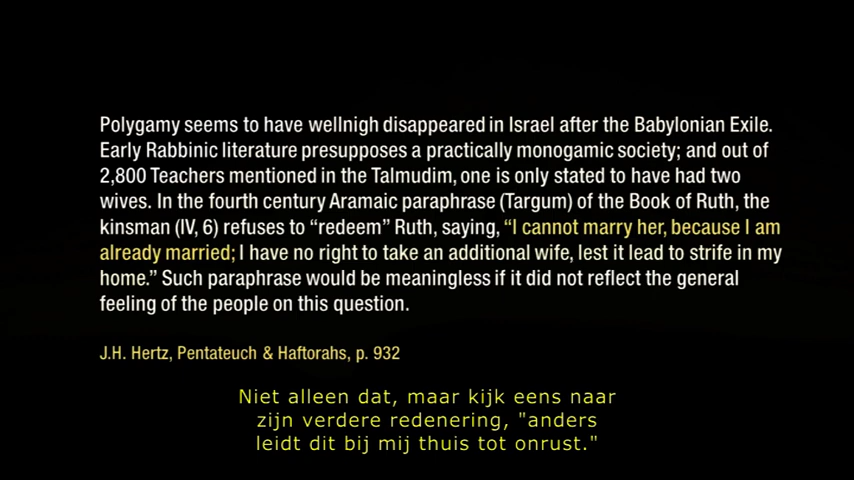 Polygamy seems to have wellnigh disappeared in Israel after the Babylonian Exile.
Early Rabbinic literature presupposes a practically monogamic society; and out of
2,800 Teachers mentioned in the Talmudim, one is only stated to have had two
wives. In the fourth century Aramaic paraphrase (Targum) of the Book of Ruth, the
kinsman (IV, 6) refuses to “redeem” Ruth, saying, “I cannot marry her, because I am
already married; I have no right to take an additional wife, lest it lead to strife in my
home.” Such paraphrase would be meaningless if it did not reflect the general
feeling of the people on this question.
J.H. Hertz, Pentateuch & Haftorahs, p. 932
Niet alleen dat, maar kijk eens naar
zijn verdere redenering, "anders
leidt dit bij mij thuis tot onrust."